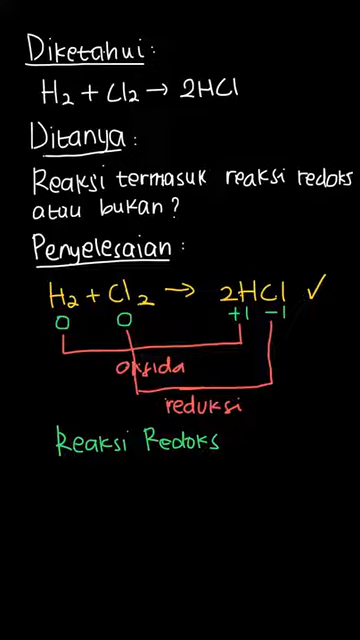 Diketahui:
H₂ + Cl₂ → 2HCl
Ditanya:
Reaksi termasuk reaksi redoks
atau bukan?
Penyelesaian:
H₂ + Cl₂ → 2HCl ✓
0 0 +1 -1
oksida
reduksi
Reaksi Redoks